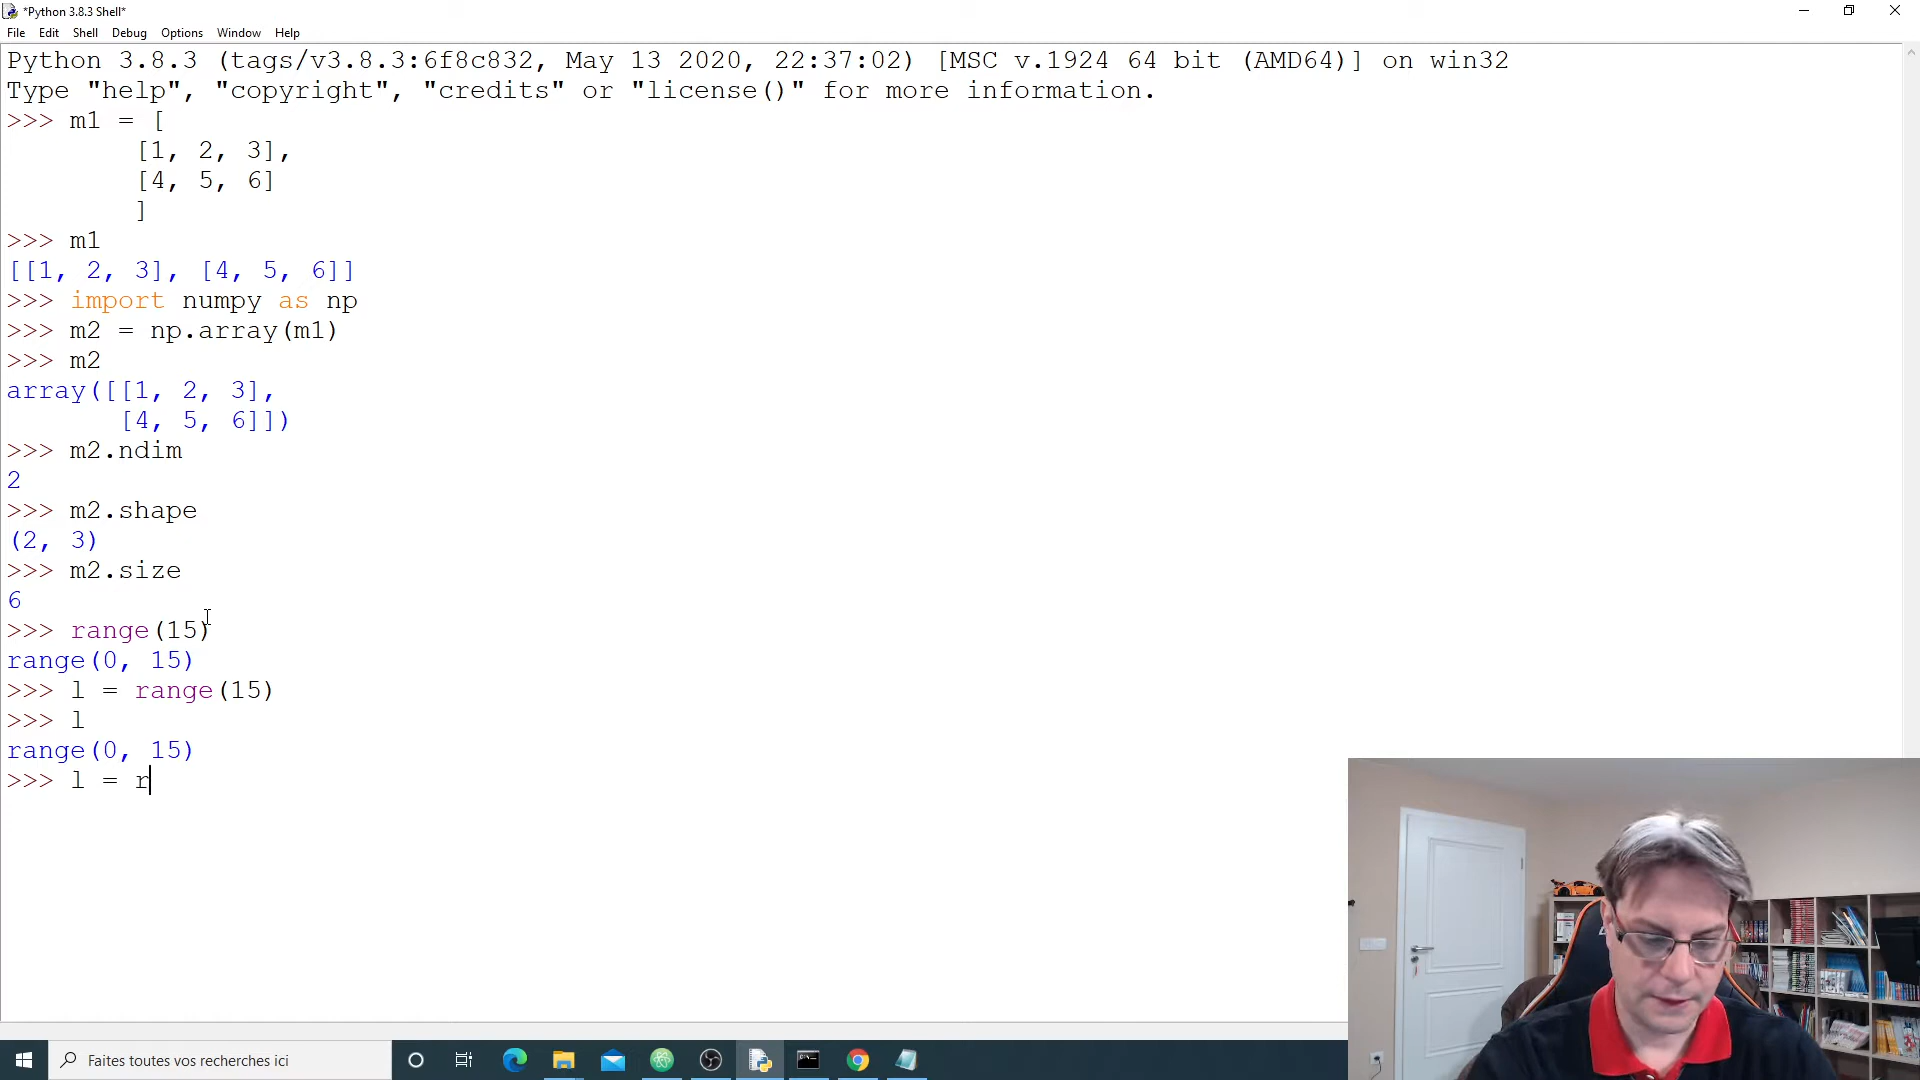 *Python 3.8.3 Shell*
File Edit Shell Debug Options Window Help
Python 3.8.3 (tags/v3.8.3:6f8c832, May 13 2020, 22:37:02) [MSC v.1924 64 bit (AMD64)] on win32
Type "help", "copyright", "credits" or "license()" for more information.
>>> m1 = [
[1, 2, 3],
[4, 5, 6]
]
>>> m1
[[1, 2, 3], [4, 5, 6]]
>>> import numpy as np
>>> m2 = np.array(m1)
>>> m2
array([[1, 2, 3],
[4, 5, 6]])
>>> m2.ndim
2
>>> m2.shape
(2, 3)
>>> m2.size
6
>>> range(15)
range(0, 15)
>>> l = range(15)
>>> l
range(0, 15)
>>> l = r
Faites toutes vos recherches ici